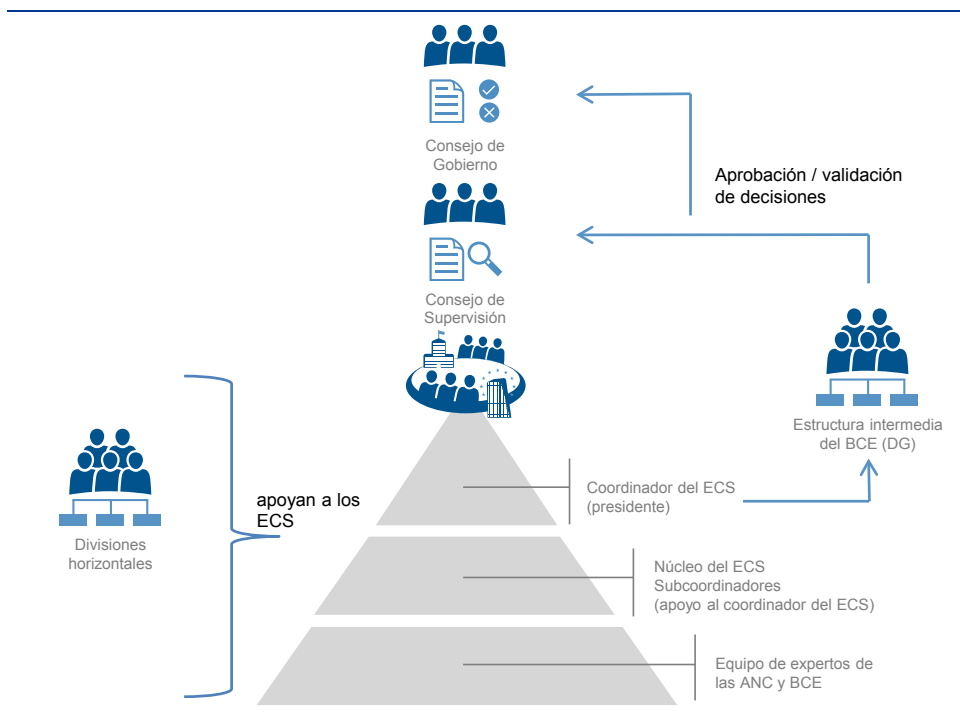 Consejo de
Gobierno
Aprobación / validación
de decisiones
Consejo de
Supervisión
Estructura intermedia
del BCE (DG)
Coordinador del ECS
(presidente)
apoyan a los
ECS
Divisiones
horizontales
Núcleo del ECS
Subcoordinadores
(apoyo al coordinador del ECS)
Equipo de expertos de
las ANC y BCE